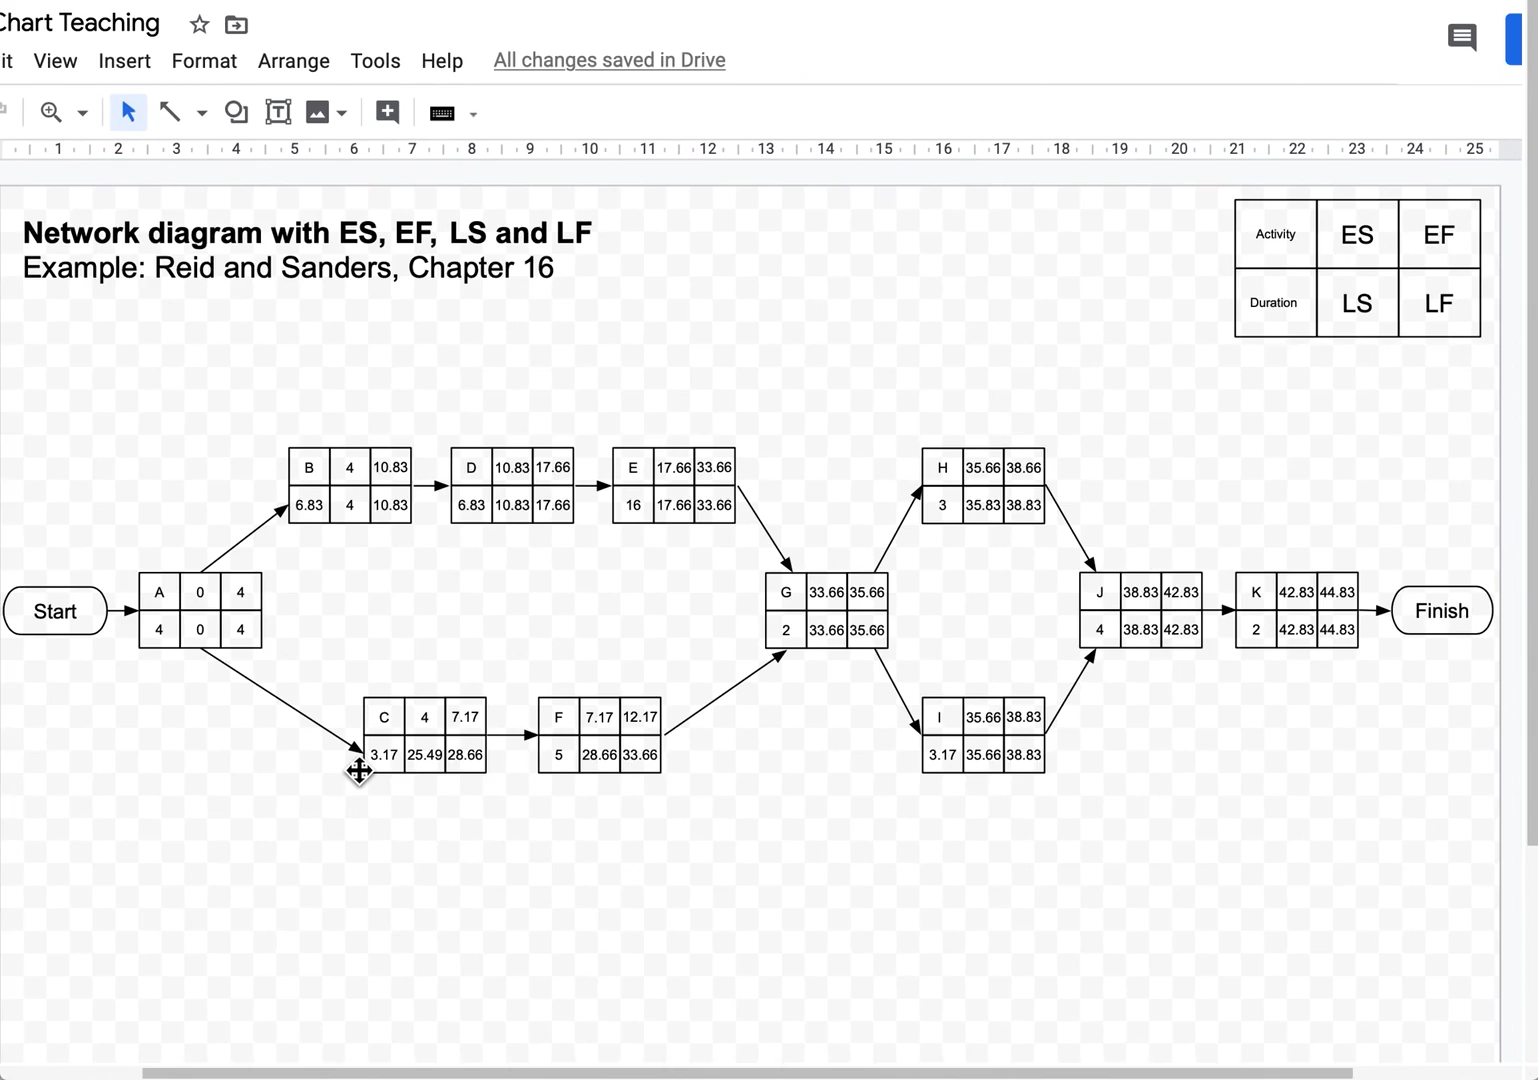 Chart Teaching
it View Insert Format Arrange Tools Help All changes saved in Drive
1 2 3 4 5 6 7 8 9 10 11 12 13 14 15 16 17 18 19 20 21 22 23 24 25
Network diagram with ES, EF, LS and LF
Example: Reid and Sanders, Chapter 16
Activity ES EF
Duration LS LF
B 4 10.83
6.83 4 10.83
D 10.83 17.66
6.83 10.83 17.66
E 17.66 33.66
16 17.66 33.66
H 35.66 38.66
3 35.83 38.83
Start
A 0 4
4 0 4
G 33.66 35.66
2 33.66 35.66
J 38.83 42.83
4 38.83 42.83
K 42.83 44.83
2 42.83 44.83
Finish
C 4 7.17
3.17 25.49 28.66
F 7.17 12.17
5 28.66 33.66
I 35.66 38.83
3.17 35.66 38.83